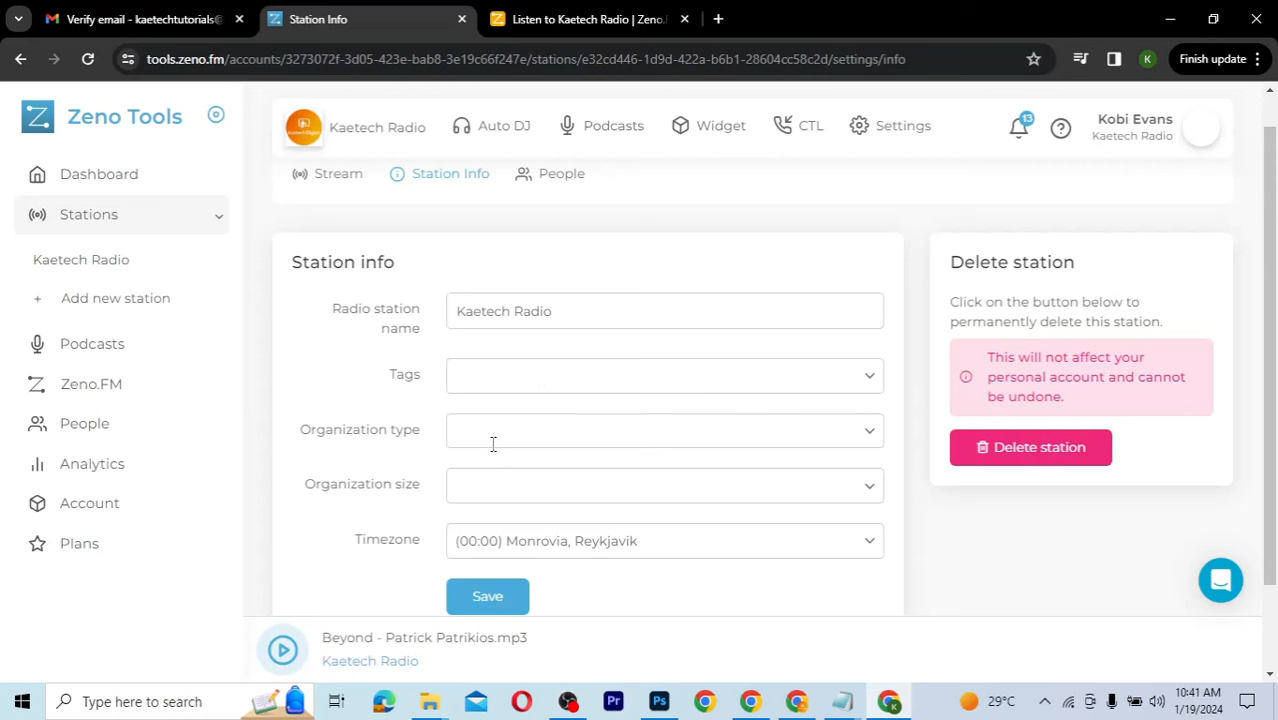 Verify email - kaetechtutorials@
Station Info
Listen to Kaetech Radio | Zeno.F
tools.zeno.fm/accounts/3273072f-3d05-423e-bab8-3e19c66f247e/stations/e32cd446-1d9d-422a-b6b1-28604cc58c2d/settings/info
K
Finish update
Zeno Tools
Kaetech Radio
Auto DJ
Podcasts
Widget
CTL
Settings
13
Kobi Evans
Kaetech Radio
Dashboard
Stations
Kaetech Radio
+ Add new station
Podcasts
Zeno.FM
People
Analytics
Account
Plans
Stream
Station Info
People
Station info
Radio station
name
Kaetech Radio
Tags
Organization type
Organization size
Timezone
(00:00) Monrovia, Reykjavik
Save
Delete station
Click on the button below to
permanently delete this station.
This will not affect your
personal account and cannot
be undone.
Delete station
Beyond - Patrick Patrikios.mp3
Kaetech Radio
Type here to search
Pr
Ps
29°C
10:41 AM
1/19/2024